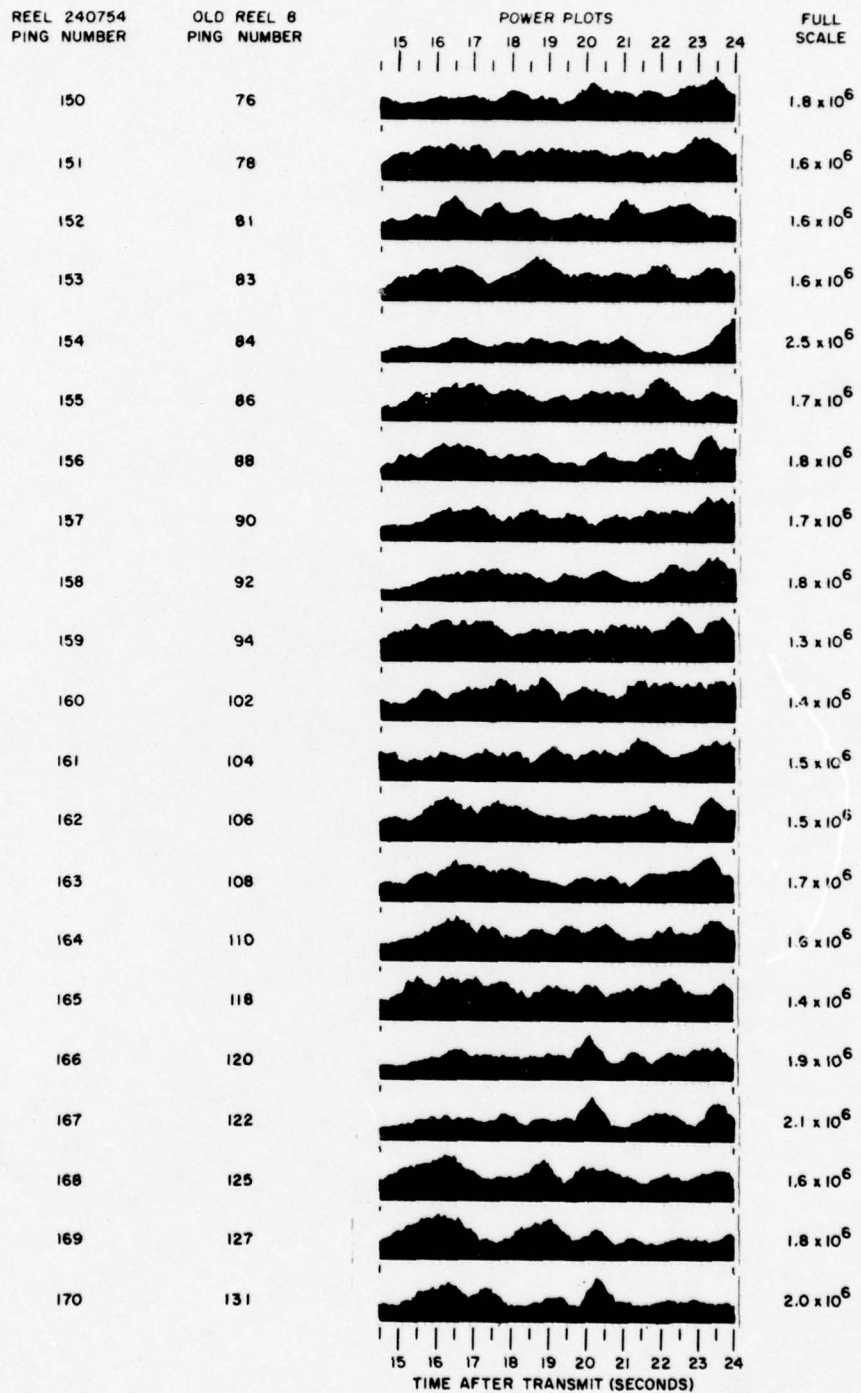 REEL 240754 OLD REEL 8 POWER PLOTS FULL
PING NUMBER PING NUMBER SCALE
15 16 17 18 19 20 21 22 23 24
150 76 1.8 x 10^6
151 78 1.6 x 10^6
152 81 1.6 x 10^6
153 83 1.6 x 10^6
154 84 2.5 x 10^6
155 86 1.7 x 10^6
156 88 1.8 x 10^6
157 90 1.7 x 10^6
158 92 1.8 x 10^6
159 94 1.3 x 10^6
160 102 1.4 x 10^6
161 104 1.5 x 10^6
162 106 1.5 x 10^6
163 108 1.7 x 10^6
164 110 1.6 x 10^6
165 118 1.4 x 10^6
166 120 1.9 x 10^6
167 122 2.1 x 10^6
168 125 1.6 x 10^6
169 127 1.8 x 10^6
170 131 2.0 x 10^6
15 16 17 18 19 20 21 22 23 24
TIME AFTER TRANSMIT (SECONDS)